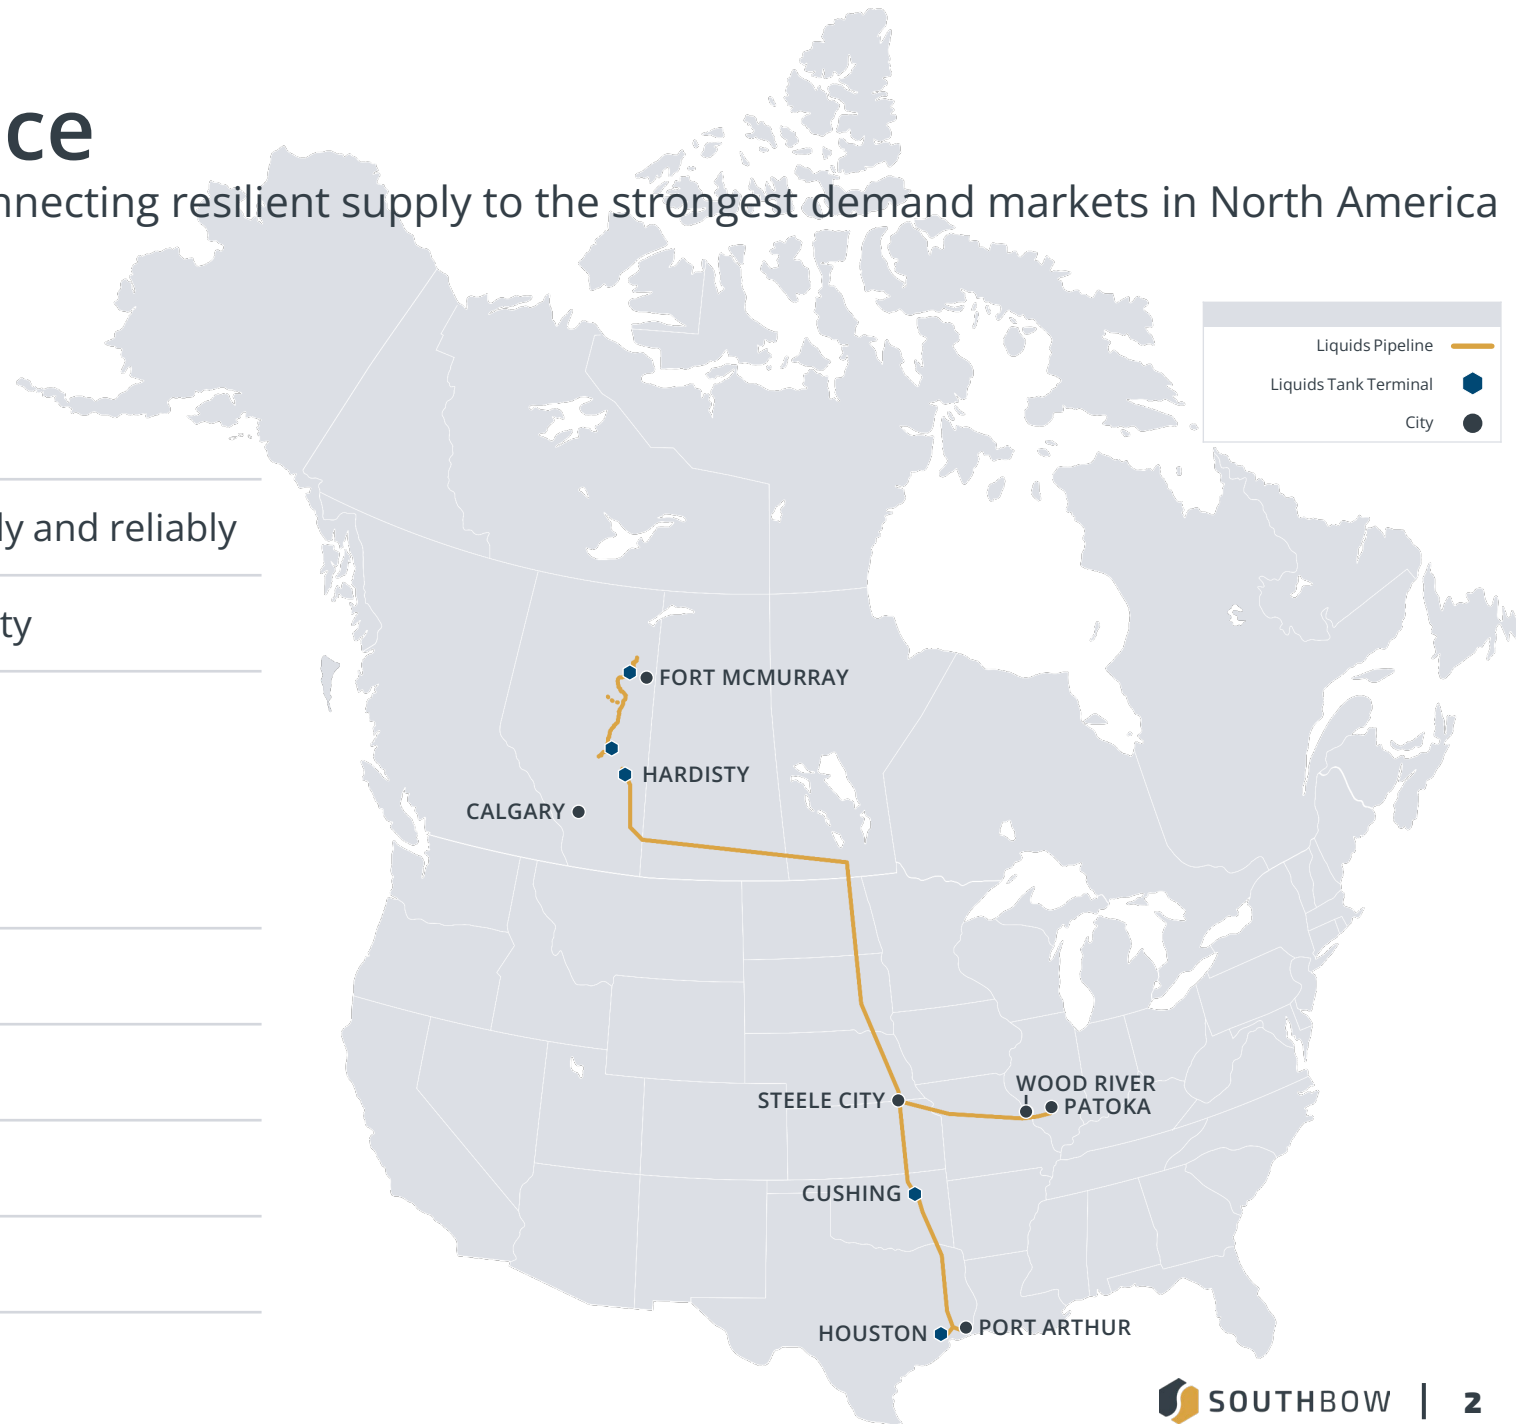 ce
nnecting resilient supply to the strongest demand markets in North America
Liquids Pipeline
Liquids Tank Terminal
City
ly and reliably
ty
FORT MCMURRAY
HARDISTY
CALGARY
WOOD RIVER
STEELE CITY
PATOKA
CUSHING
HOUSTON
PORT ARTHUR
SOUTHBOW | 2